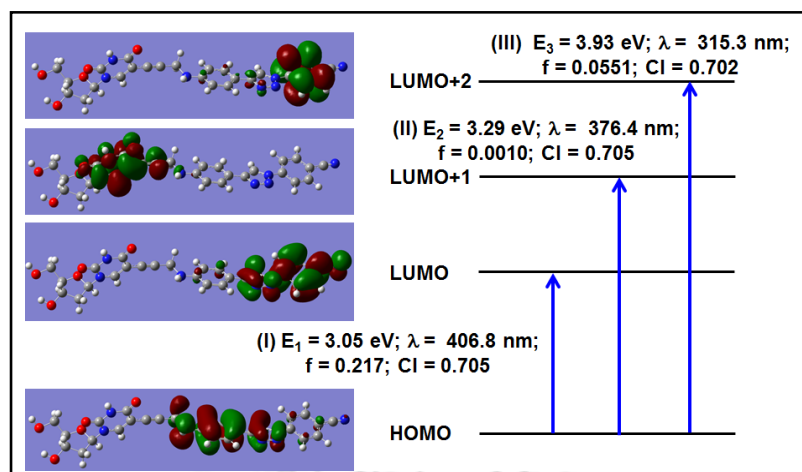 (III) E₃ = 3.93 eV; λ = 315.3 nm;
f = 0.0551; CI = 0.702
LUMO+2
(II) E₂ = 3.29 eV; λ = 376.4 nm;
f = 0.0010; CI = 0.705
LUMO+1
LUMO
(I) E₁ = 3.05 eV; λ = 406.8 nm;
f = 0.217; CI = 0.705
HOMO